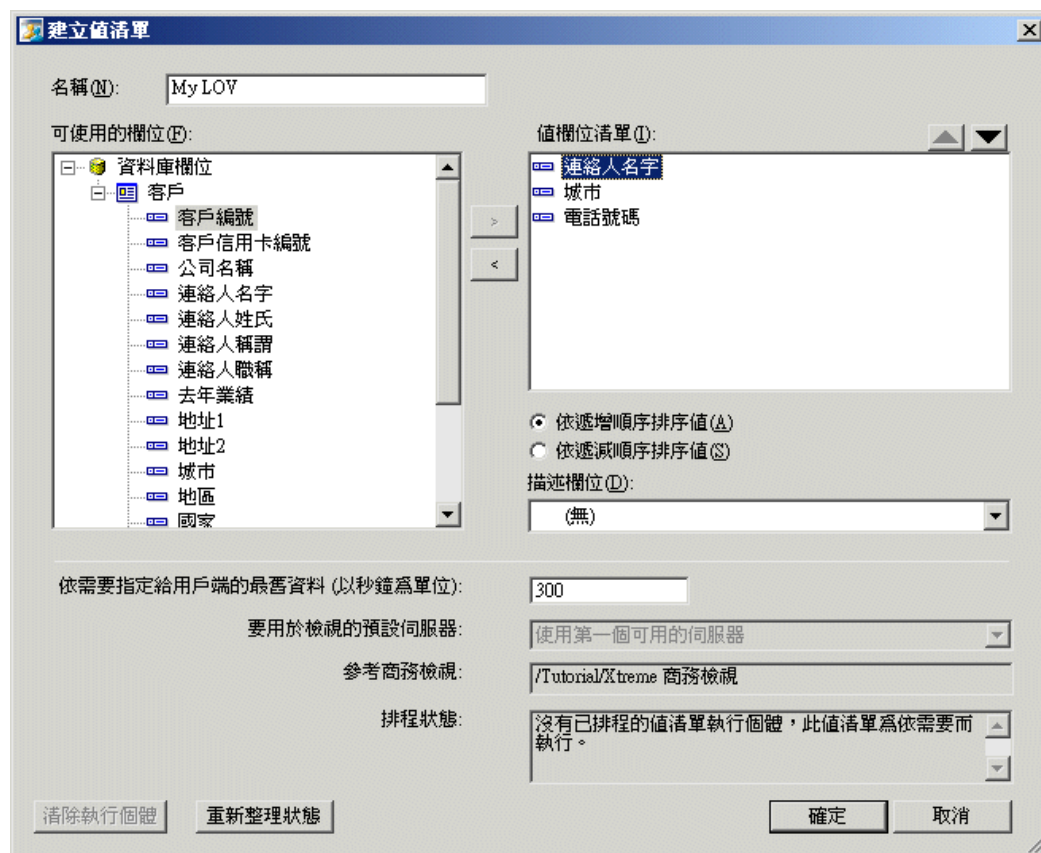 建立值清單
名稱(N):
My LOV
可使用的欄位(F):
資料庫欄位
客戶
客戶編號
客戶信用卡編號
公司名稱
連絡人名字
連絡人姓氏
連絡人稱謂
連絡人職稱
去年業績
地址1
地址2
城市
地區
國家
>
<
值欄位清單(I):
連絡人名字
城市
電話號碼
依遞增順序排序值(A)
依遞減順序排序值(S)
描述欄位(D):
(無)
依需要指定給用戶端的最舊資料 (以秒鐘為單位):
300
要用於檢視的預設伺服器:
使用第一個可用的伺服器
參考商務檢視:
/Tutorial/Xtreme 商務檢視
排程狀態:
沒有已排程的值清單執行個體，此值清單為依需要而
執行。
清除執行個體
重新整理狀態
確定
取消